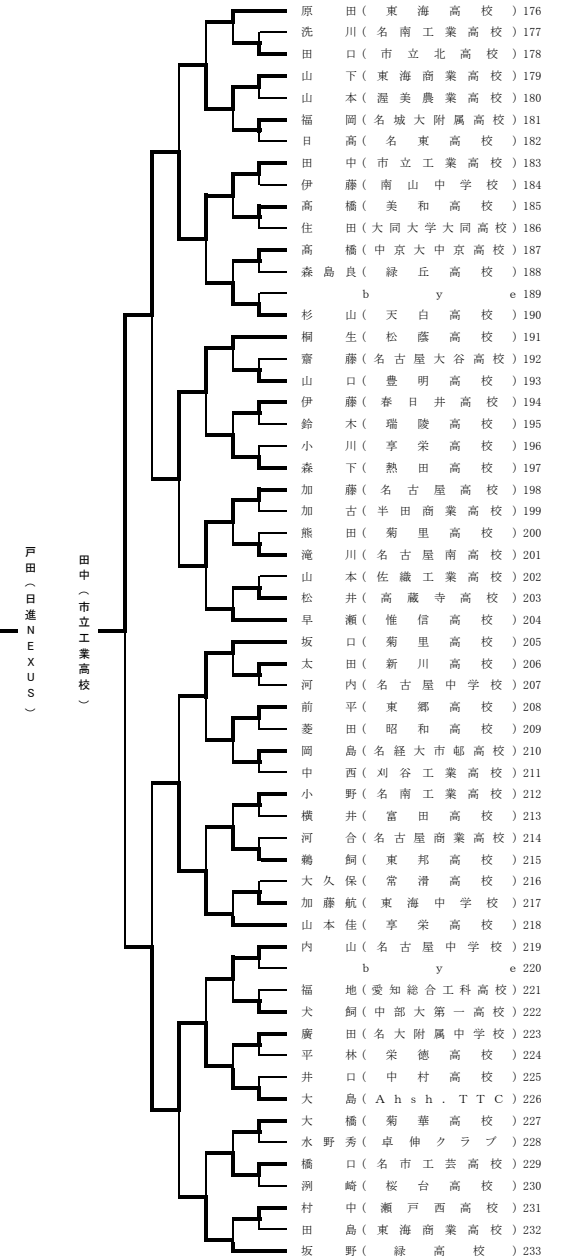 原田(東海高校)176
洗川(名南工業高校)177
田口(市立北高校)178
山下(東海商業高校)179
山本(渥美農業高校)180
福岡(名城大附属高校)181
日髙(名東高校)182
田中(市立工業高校)183
伊藤(南山中学校)184
髙橋(美和高校)185
住田(大同大学大同高校)186
髙橋(中京大中京高校)187
森島良(緑丘高校)188
bye 189
杉山(天白高校)190
桐生(松蔭高校)191
齋藤(名古屋大谷高校)192
山口(豊明高校)193
伊藤(春日井高校)194
鈴木(瑞陵高校)195
小川(享栄高校)196
森下(熱田高校)197
加藤(名古屋高校)198
加古(半田商業高校)199
熊田(菊里高校)200
滝川(名古屋南高校)201
山本(佐織工業高校)202
松井(高蔵寺高校)203
早瀬(惟信高校)204
坂口(菊里高校)205
太田(新川高校)206
河内(名古屋中学校)207
前平(東郷高校)208
菱田(昭和高校)209
岡島(名経大市邨高校)210
中西(刈谷工業高校)211
小野(名南工業高校)212
横井(富田高校)213
河合(名古屋商業高校)214
鵜飼(東邦高校)215
大久保(常滑高校)216
加藤航(東海中学校)217
山本佳(享栄高校)218
内山(名古屋中学校)219
bye 220
福地(愛知総合工科高校)221
犬飼(中部大第一高校)222
廣田(名大附属中学校)223
平林(栄徳高校)224
井口(中村高校)225
大島(Ahsh.TTC)226
大橋(菊華高校)227
水野秀(卓伸クラブ)228
橋口(名市工芸高校)229
洌崎(桜台高校)230
村中(瀬戸西高校)231
田島(東海商業高校)232
坂野(緑高校)233
田中(市立工業高校)
戸田(日進NEXUS)